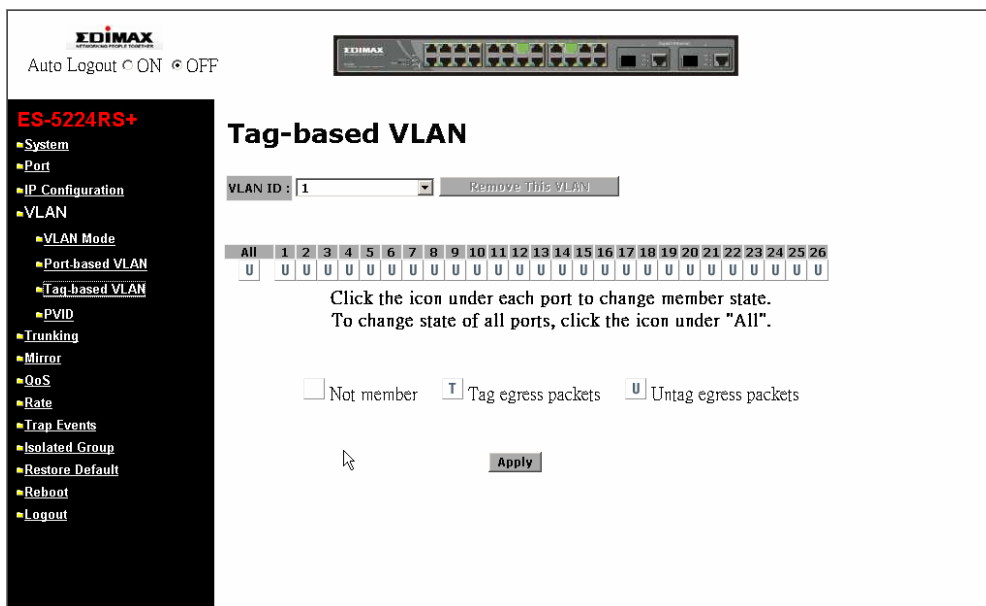 EDIMAX
NETWORKING PEOPLE TOGETHER
Auto Logout ON OFF
EDIMAX
ES-5224RS+
System
Port
IP Configuration
VLAN
VLAN Mode
Port-based VLAN
Tag-based VLAN
PVID
Trunking
Mirror
QoS
Rate
Trap Events
Isolated Group
Restore Default
Reboot
Logout
Tag-based VLAN
VLAN ID : 1 Remove This VLAN
All 1 2 3 4 5 6 7 8 9 10 11 12 13 14 15 16 17 18 19 20 21 22 23 24 25 26
U U U U U U U U U U U U U U U U U U U U U U U U U U U
Click the icon under each port to change member state.
To change state of all ports, click the icon under "All".
Not member T Tag egress packets U Untag egress packets
Apply